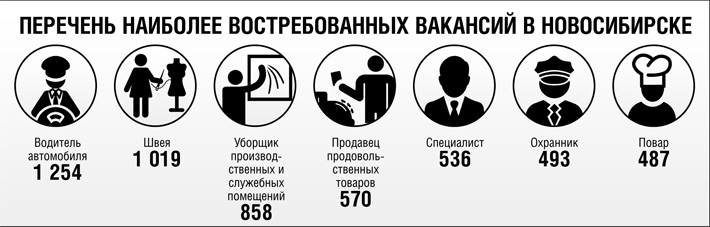 ПЕРЕЧЕНЬ НАИБОЛЕЕ ВОСТРЕБОВАННЫХ ВАКАНСИЙ В НОВОСИБИРСКЕ
Водитель
автомобиля
1 254
Швея
1 019
Уборщик
производ-
ственных и
служебных
помещений
858
Продавец
продоволь-
ственных
товаров
570
Специалист
536
Охранник
493
Повар
487